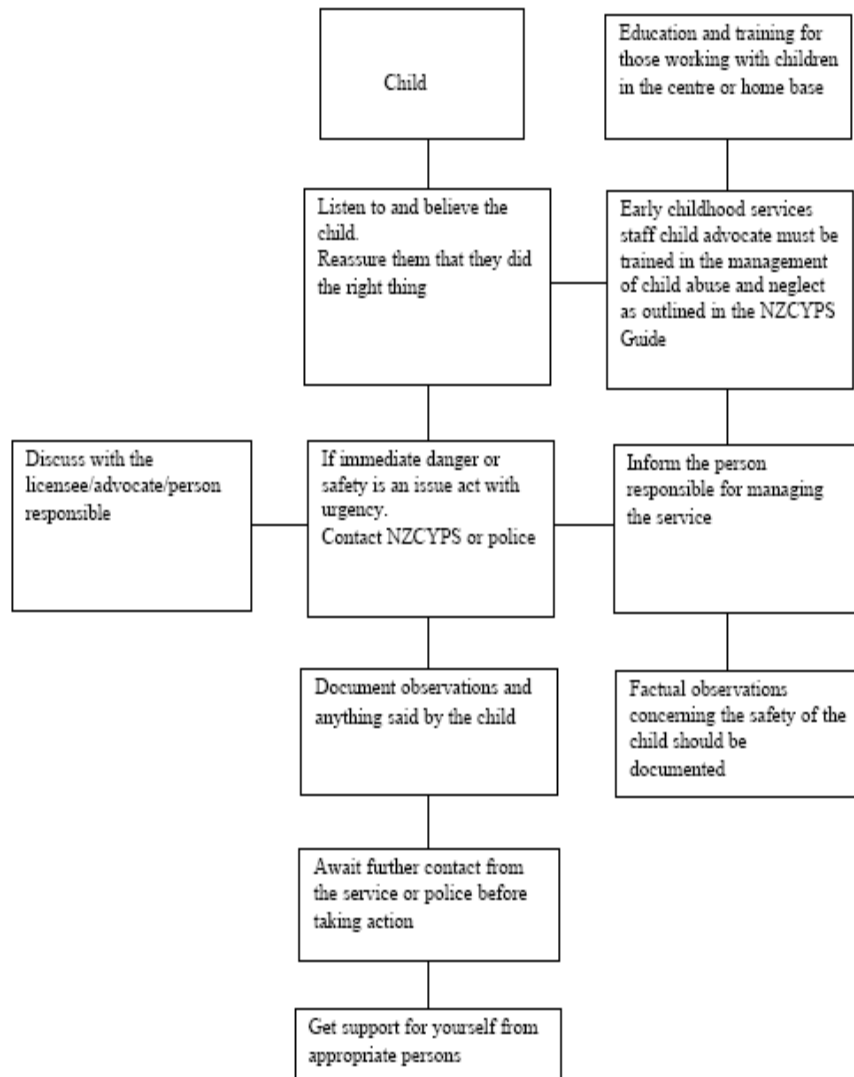 Child
Education and training for
those working with children
in the centre or home base
Listen to and believe the
child.
Reassure them that they did
the right thing
Early childhood services
staff child advocate must be
trained in the management
of child abuse and neglect
as outlined in the NZCYPS
Guide
Discuss with the
licensee/advocate/person
responsible
If immediate danger or
safety is an issue act with
urgency.
Contact NZCYPS or police
Inform the person
responsible for managing
the service
Document observations and
anything said by the child
Factual observations
concerning the safety of the
child should be
documented
Await further contact from
the service or police before
taking action
Get support for yourself from
appropriate persons